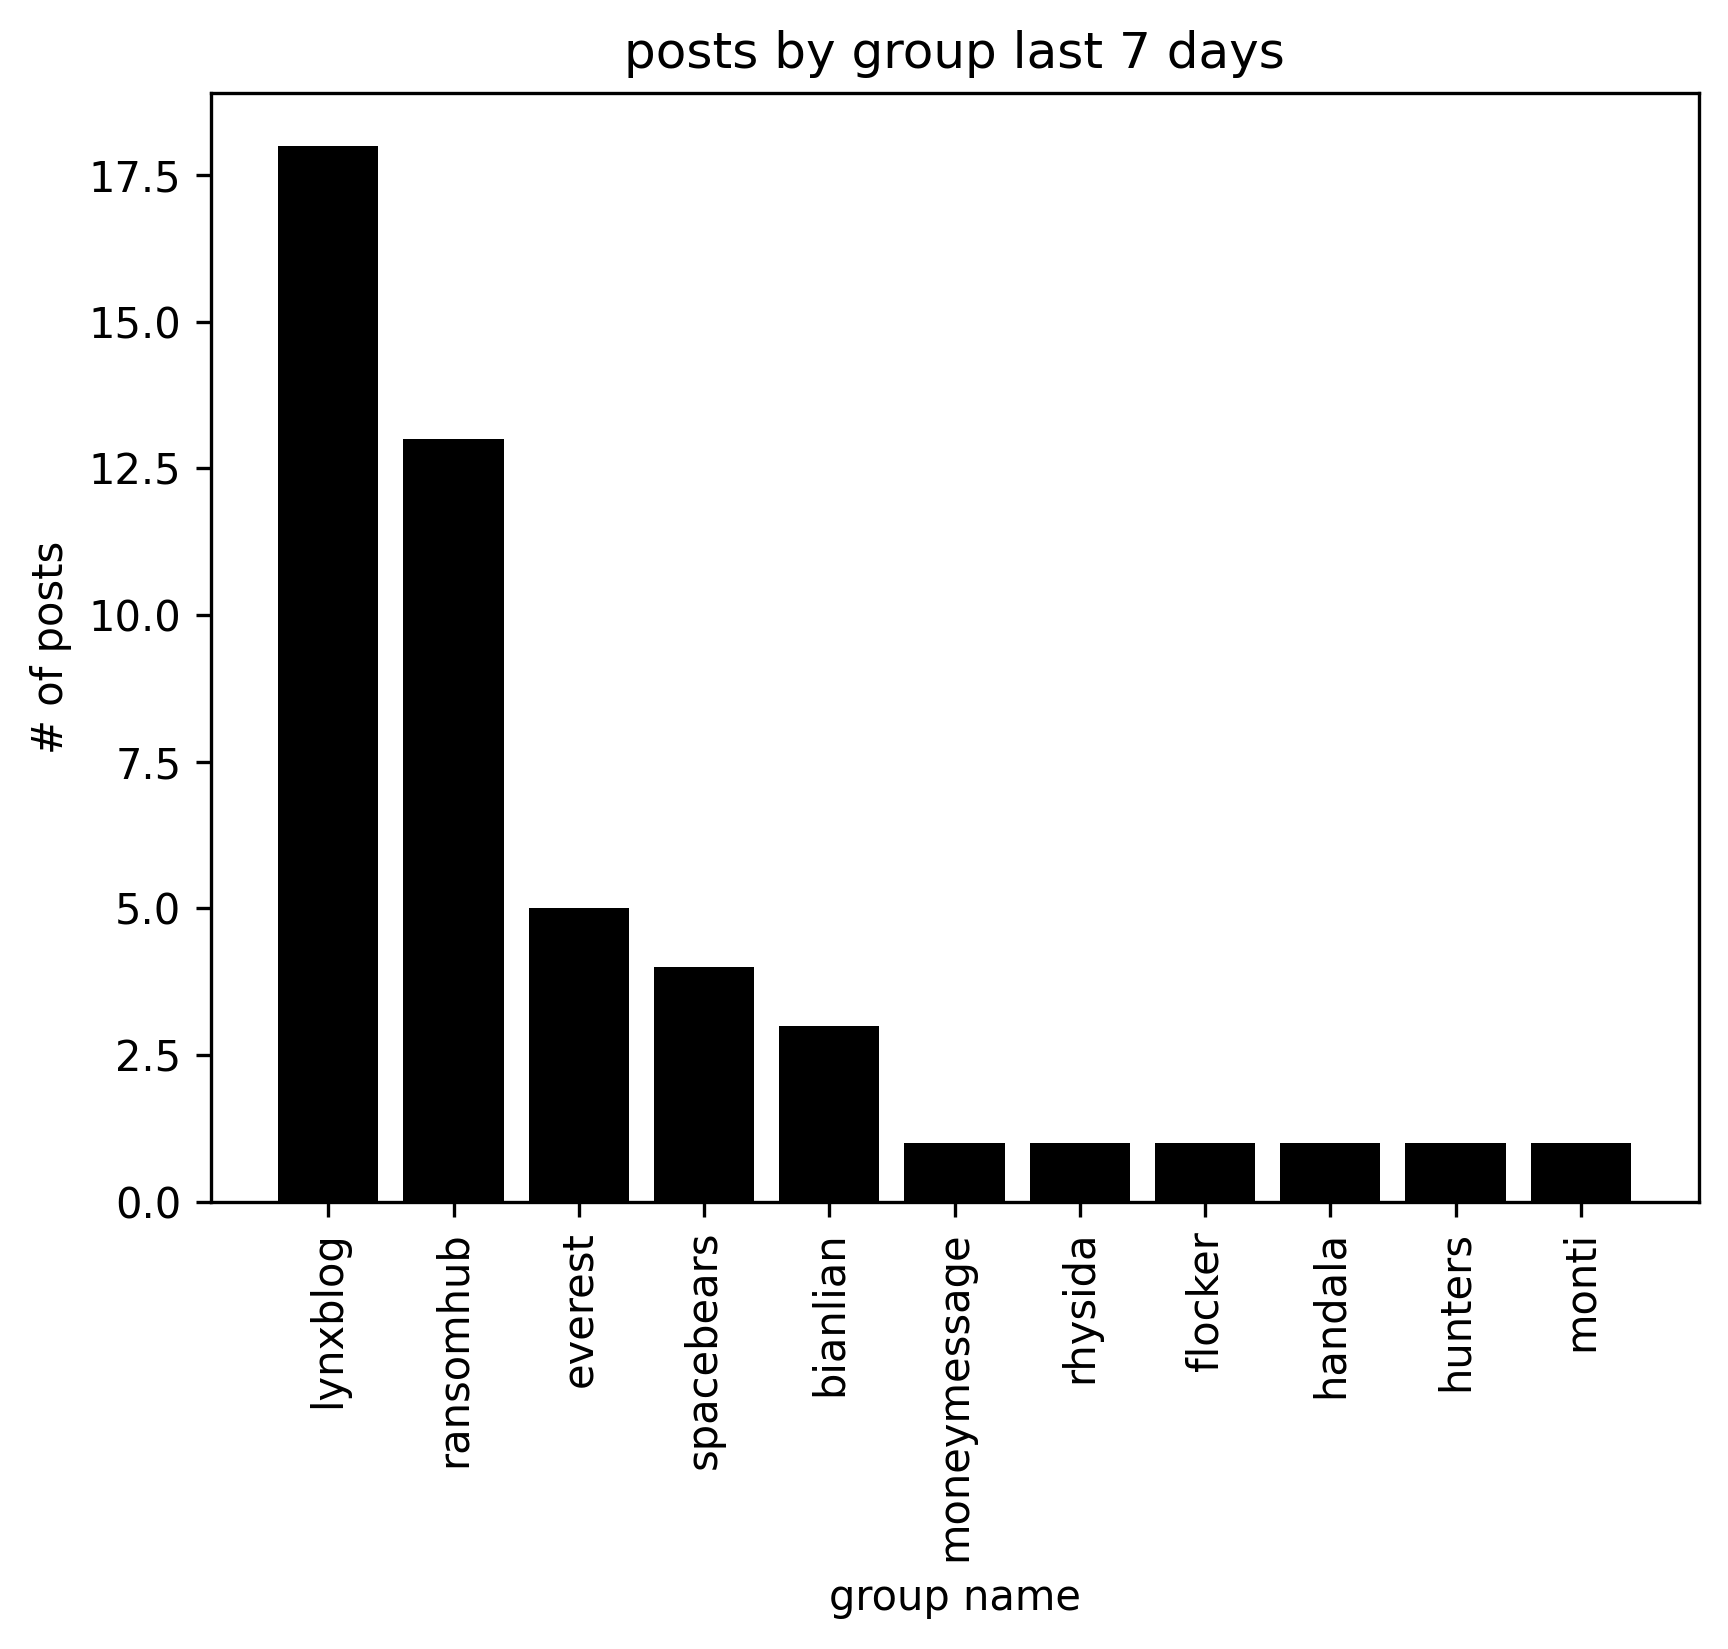 posts by group last 7 days
# of posts
17.5
15.0
12.5
10.0
7.5
5.0
2.5
0.0
lynxblog
ransomhub
everest
spacebears
bianlian
moneymessage
rhysida
flocker
handala
hunters
monti
group name